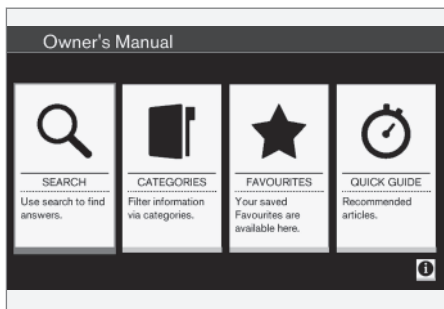 Owner's Manual
SEARCH
Use search to find
answers.
CATEGORIES
Filter information
via categories.
FAVOURITES
Your saved
Favourites are
available here.
QUICK GUIDE
Recommended
articles.